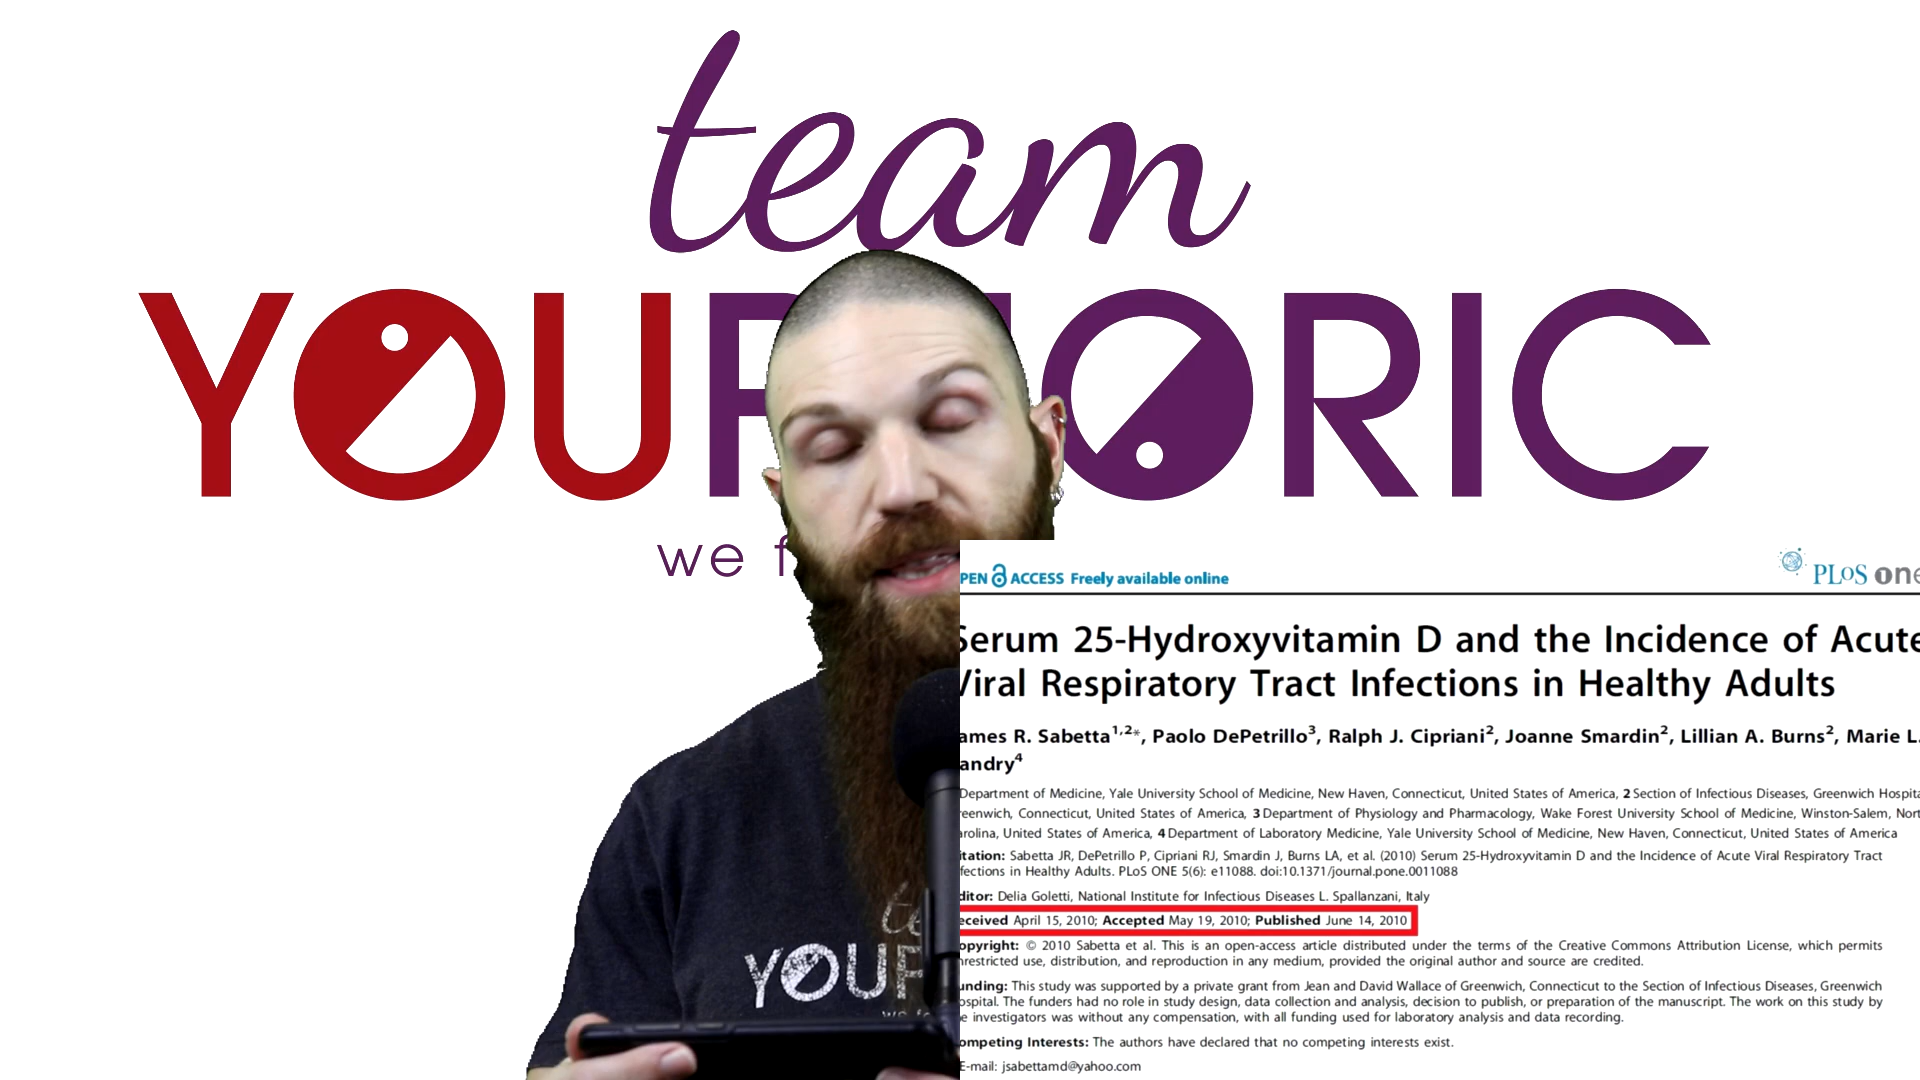 team
YOUPHORIC
we f
PEN ACCESS Freely available online
PLoS one
Serum 25-Hydroxyvitamin D and the Incidence of Acute
Viral Respiratory Tract Infections in Healthy Adults
ames R. Sabetta1,2*, Paolo DePetrillo3, Ralph J. Cipriani2, Joanne Smardin2, Lillian A. Burns2, Marie L.
andry4
Department of Medicine, Yale University School of Medicine, New Haven, Connecticut, United States of America, 2 Section of Infectious Diseases, Greenwich Hospita
reenwich, Connecticut, United States of America, 3 Department of Physiology and Pharmacology, Wake Forest University School of Medicine, Winston-Salem, Nort
arolina, United States of America, 4 Department of Laboratory Medicine, Yale University School of Medicine, New Haven, Connecticut, United States of America
itation: Sabetta JR, DePetrillo P, Cipriani RJ, Smardin J, Burns LA, et al. (2010) Serum 25-Hydroxyvitamin D and the Incidence of Acute Viral Respiratory Tract
fections in Healthy Adults. PLoS ONE 5(6): e11088. doi:10.1371/journal.pone.0011088
ditor: Delia Goletti, National Institute for Infectious Diseases L. Spallanzani, Italy
eceived April 15, 2010; Accepted May 19, 2010; Published June 14, 2010
opyright: © 2010 Sabetta et al. This is an open-access article distributed under the terms of the Creative Commons Attribution License, which permits
nrestricted use, distribution, and reproduction in any medium, provided the original author and source are credited.
unding: This study was supported by a private grant from Jean and David Wallace of Greenwich, Connecticut to the Section of Infectious Diseases, Greenwich
ospital. The funders had no role in study design, data collection and analysis, decision to publish, or preparation of the manuscript. The work on this study by
e investigators was without any compensation, with all funding used for laboratory analysis and data recording.
ompeting Interests: The authors have declared that no competing interests exist.
E-mail: jsabettamd@yahoo.com
te
YOUP
we fo